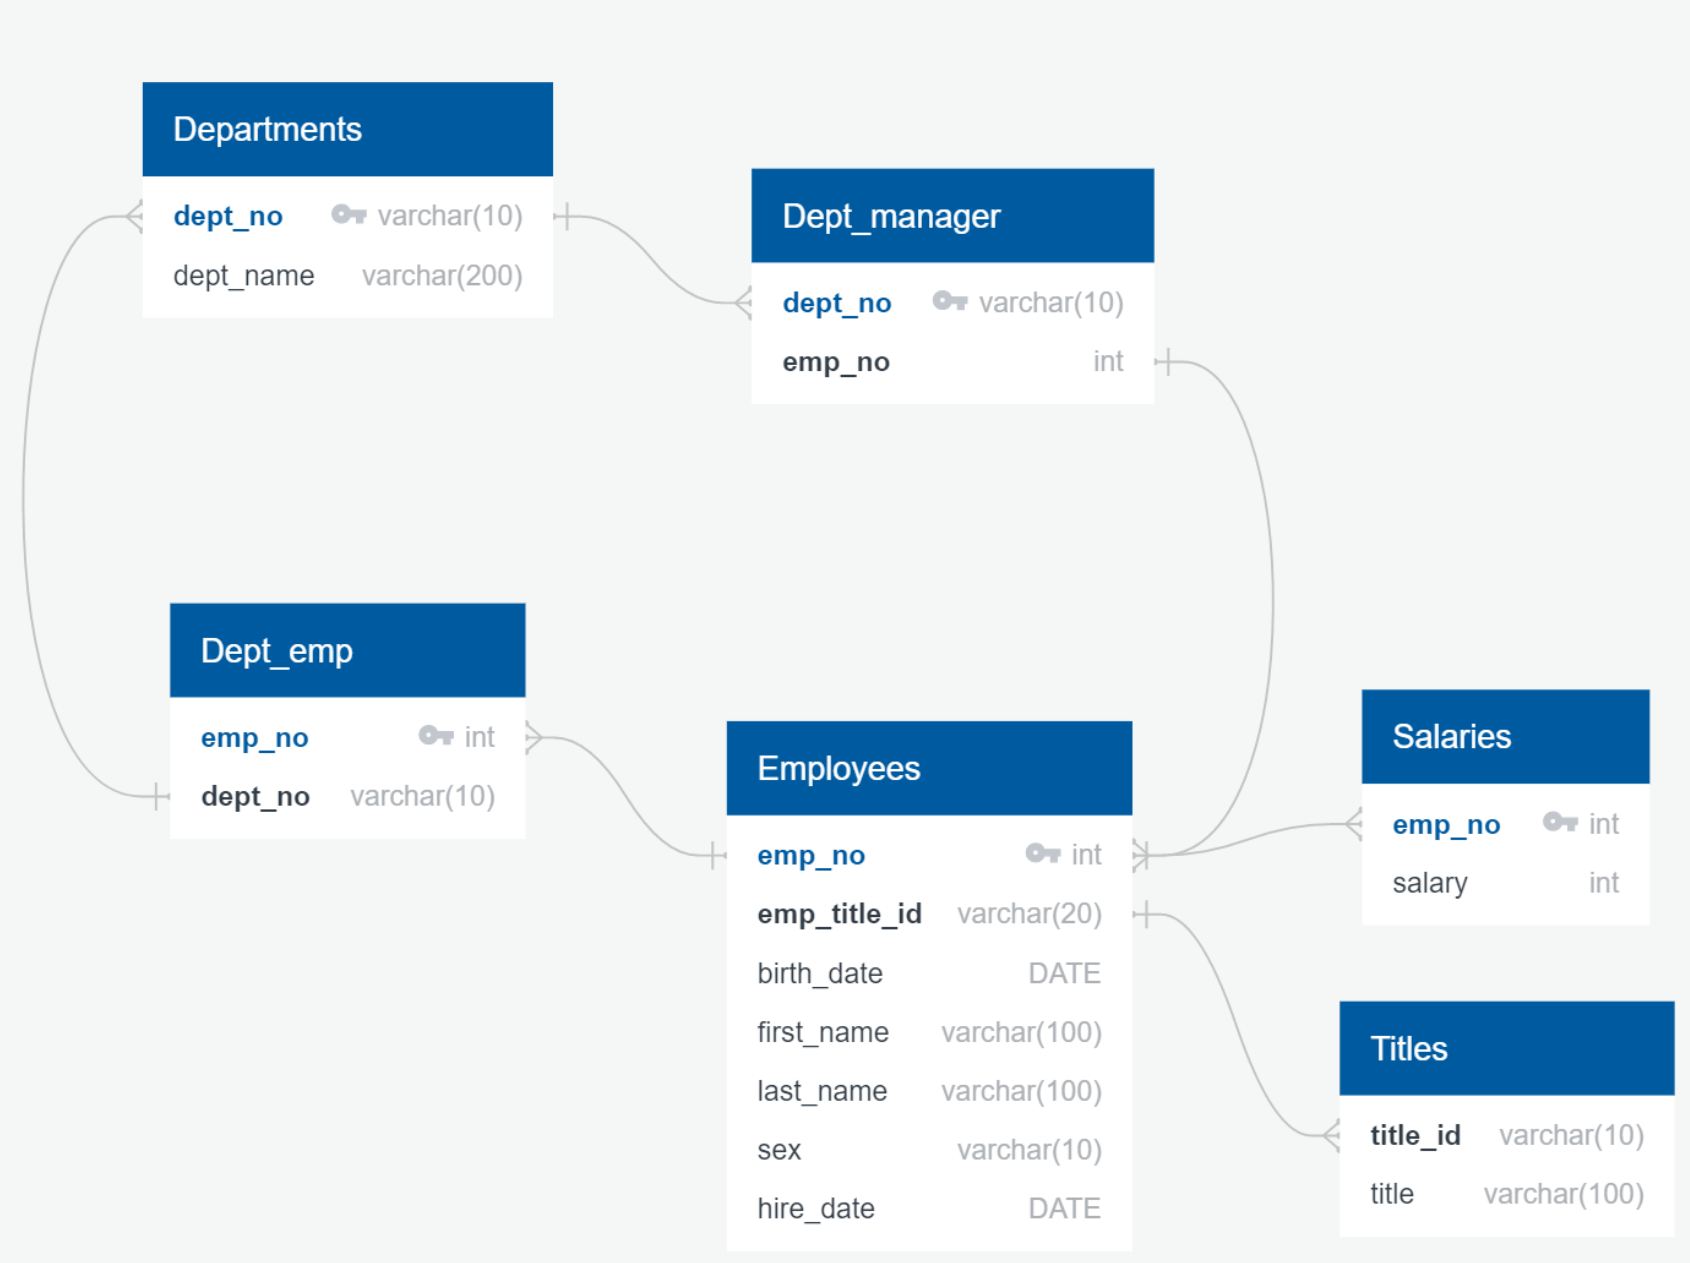 Departments
dept_no varchar(10)
dept_name varchar(200)
Dept_manager
dept_no varchar(10)
emp_no int
Dept_emp
emp_no int
dept_no varchar(10)
Employees
emp_no int
emp_title_id varchar(20)
birth_date DATE
first_name varchar(100)
last_name varchar(100)
sex varchar(10)
hire_date DATE
Salaries
emp_no int
salary int
Titles
title_id varchar(10)
title varchar(100)